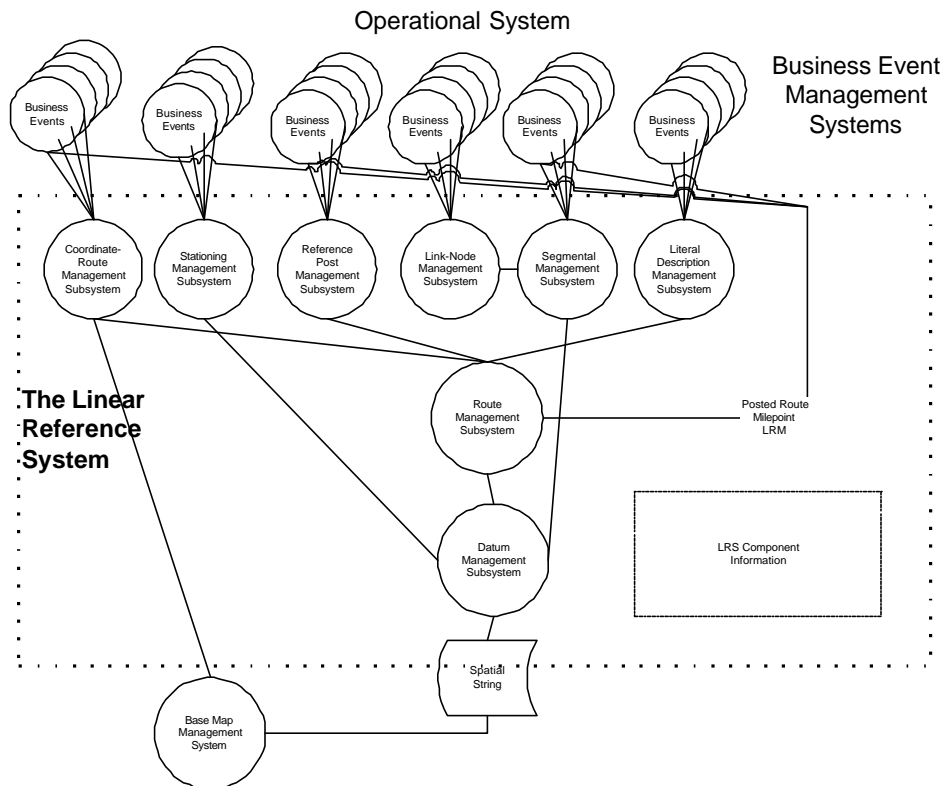 Operational System
Business Event
Management
Systems
Business
Events
Business
Events
Business
Events
Business
Events
Business
Events
Business
Events
Coordinate-
Route
Management
Subsystem
Stationing
Management
Subsystem
Reference
Post
Management
Subsystem
Link-Node
Management
Subsystem
Segmental
Management
Subsystem
Literal
Description
Management
Subsystem
The Linear
Reference
System
Route
Management
Subsystem
Posted Route
Milepoint
LRM
Datum
Management
Subsystem
LRS Component
Information
Spatial
String
Base Map
Management
System